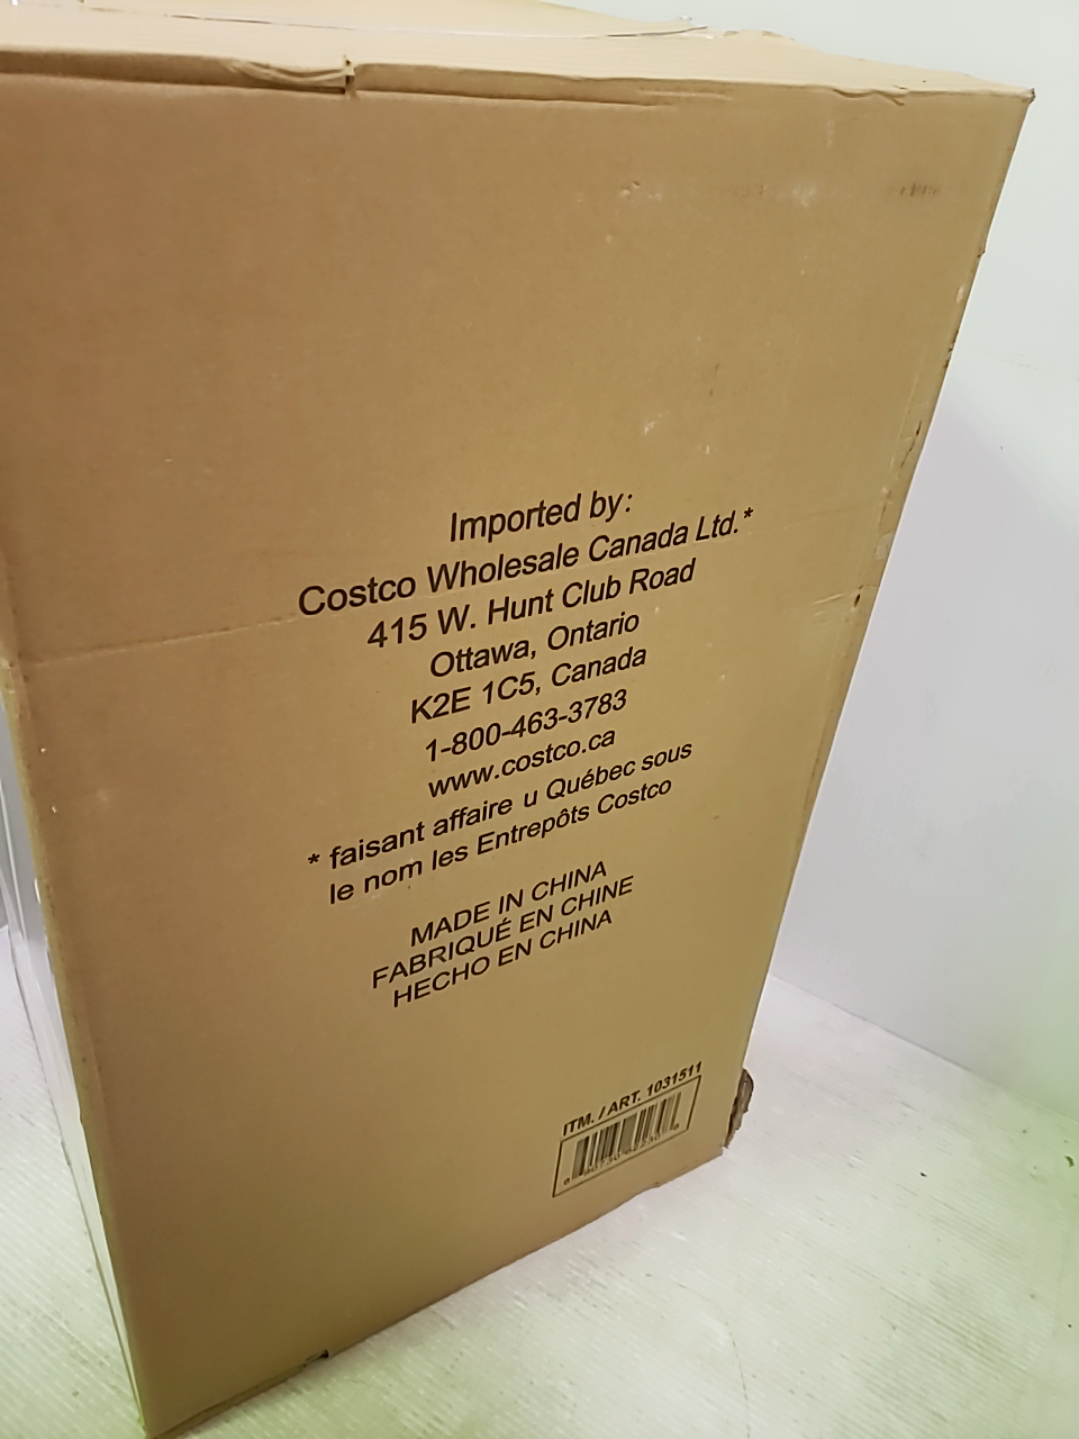 Imported by:
Costco Wholesale Canada Ltd.*
415 W. Hunt Club Road
Ottawa, Ontario
K2E 1C5, Canada
1-800-463-3783
www.costco.ca
* faisant affaire u Québec sous
le nom les Entrepôts Costco
MADE IN CHINA
FABRIQUÉ EN CHINE
HECHO EN CHINA
ITM. / ART. 1031511